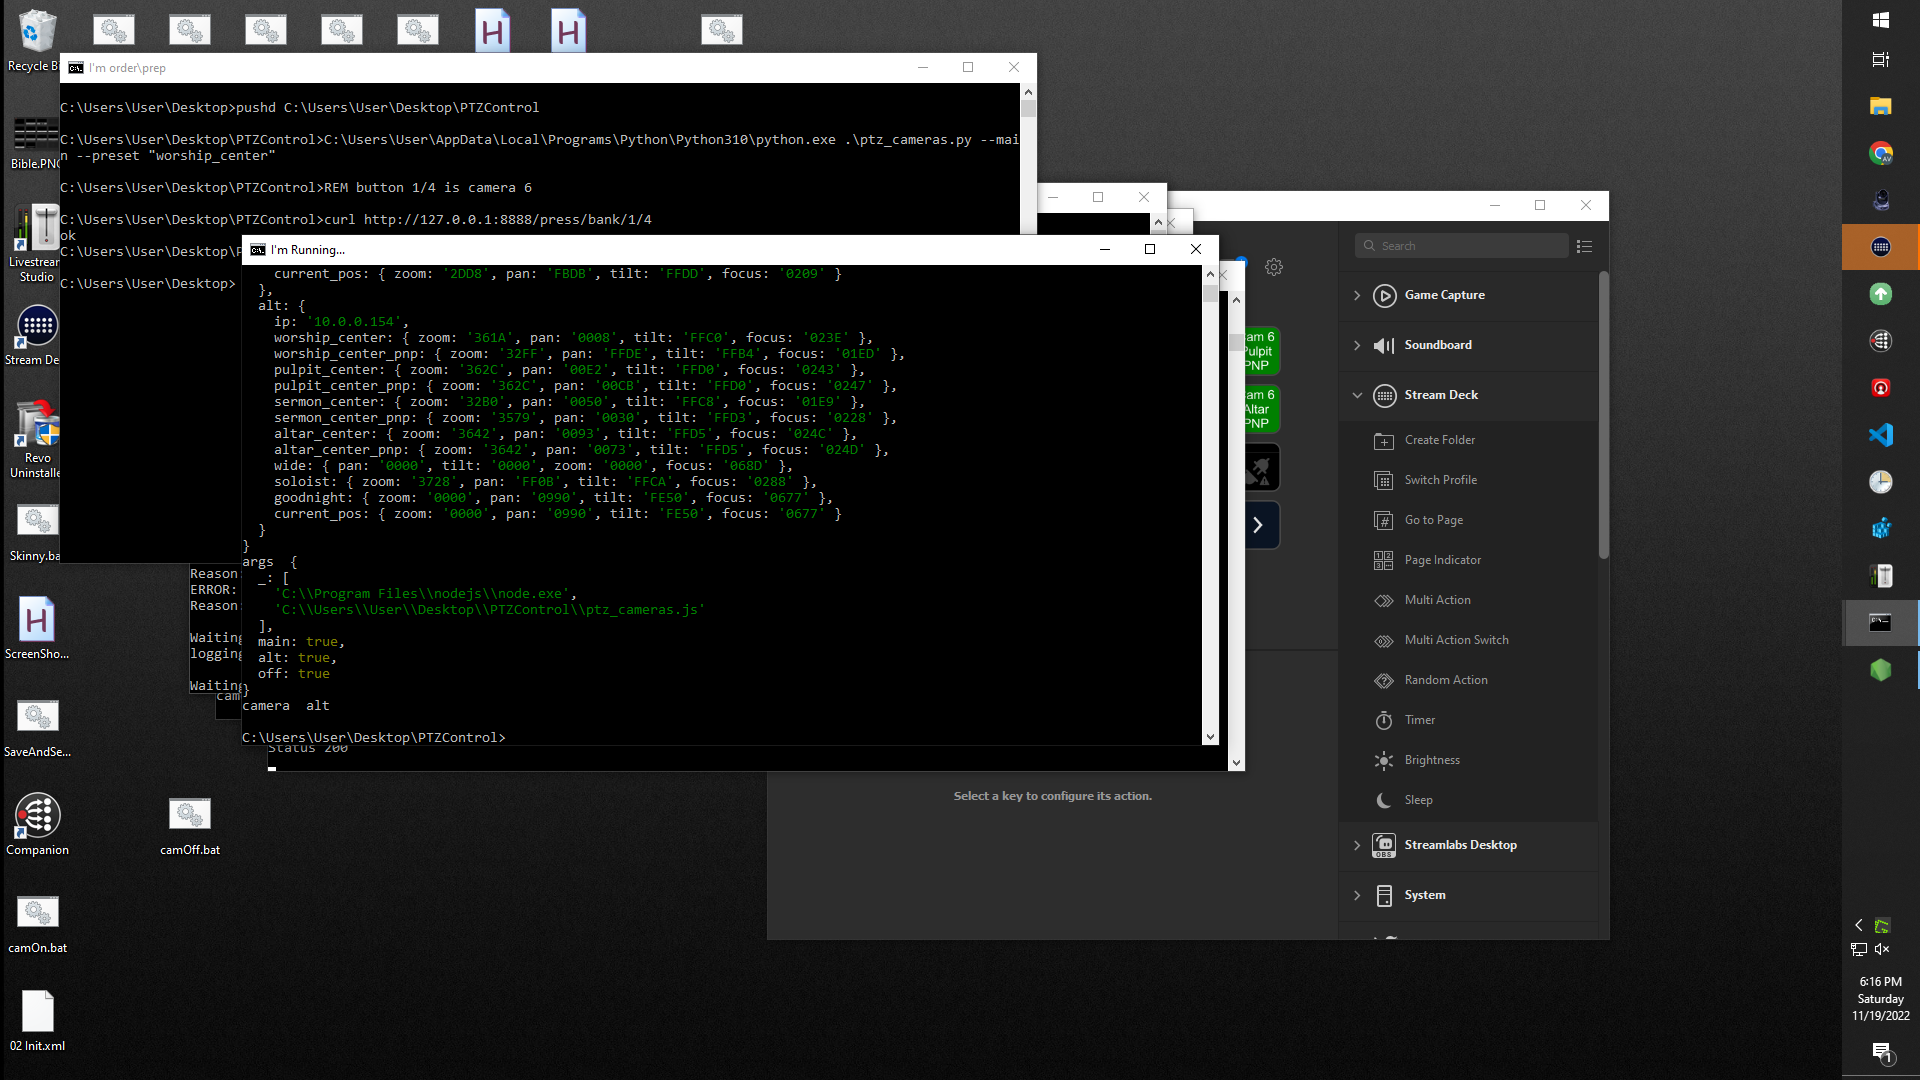 Recycle Bi
I'm order\prep
C:\Users\User\Desktop>pushd C:\Users\User\Desktop\PTZControl
C:\Users\User\Desktop\PTZControl>C:\Users\User\AppData\Local\Programs\Python\Python310\python.exe .\ptz_cameras.py --mai
n --preset "worship_center"
C:\Users\User\Desktop\PTZControl>REM button 1/4 is camera 6
C:\Users\User\Desktop\PTZControl>curl http://127.0.0.1:8888/press/bank/1/4
ok
C:\Users\User\Desktop\P
C:\Users\User\Desktop>
I'm Running...
current_pos: { zoom: '2DD8', pan: 'FBDB', tilt: 'FFDD', focus: '0209' }
},
alt: {
ip: '10.0.0.154',
worship_center: { zoom: '361A', pan: '0008', tilt: 'FFC0', focus: '023E' },
worship_center_pnp: { zoom: '32FF', pan: 'FFDE', tilt: 'FFB4', focus: '01ED' },
pulpit_center: { zoom: '362C', pan: '00E2', tilt: 'FFD0', focus: '0243' },
pulpit_center_pnp: { zoom: '362C', pan: '00CB', tilt: 'FFD0', focus: '0247' },
sermon_center: { zoom: '32B0', pan: '0050', tilt: 'FFC8', focus: '01E9' },
sermon_center_pnp: { zoom: '3579', pan: '0030', tilt: 'FFD3', focus: '0228' },
altar_center: { zoom: '3642', pan: '0093', tilt: 'FFD5', focus: '024C' },
altar_center_pnp: { zoom: '3642', pan: '0073', tilt: 'FFD5', focus: '024D' },
wide: { pan: '0000', tilt: '0000', zoom: '0000', focus: '068D' },
soloist: { zoom: '3728', pan: 'FF0B', tilt: 'FFCA', focus: '0288' },
goodnight: { zoom: '0000', pan: '0990', tilt: 'FE50', focus: '0677' },
current_pos: { zoom: '0000', pan: '0990', tilt: 'FE50', focus: '0677' }
}
}
args {
_: [
'C:\\Program Files\\nodejs\\node.exe',
'C:\\Users\\User\\Desktop\\PTZControl\\ptz_cameras.js'
],
main: true,
alt: true,
off: true
}
camera alt
C:\Users\User\Desktop\PTZControl>
Status 200
Reason:
ERROR:
Reason:
Waiting
logging
Waiting
cam
Bible.PNG
Livestream
Studio
Stream De
Revo
Uninstalle
Skinny.ba
ScreenSho...
SaveAndSe...
Companion
camOff.bat
camOn.bat
02 Init.xml
am 6
Pulpit
PNP
am 6
Altar
PNP
Select a key to configure its action.
Search
Game Capture
Soundboard
Stream Deck
Create Folder
Switch Profile
Go to Page
Page Indicator
Multi Action
Multi Action Switch
Random Action
Timer
Brightness
Sleep
OBS
Streamlabs Desktop
System
AV
6:16 PM
Saturday
11/19/2022
1